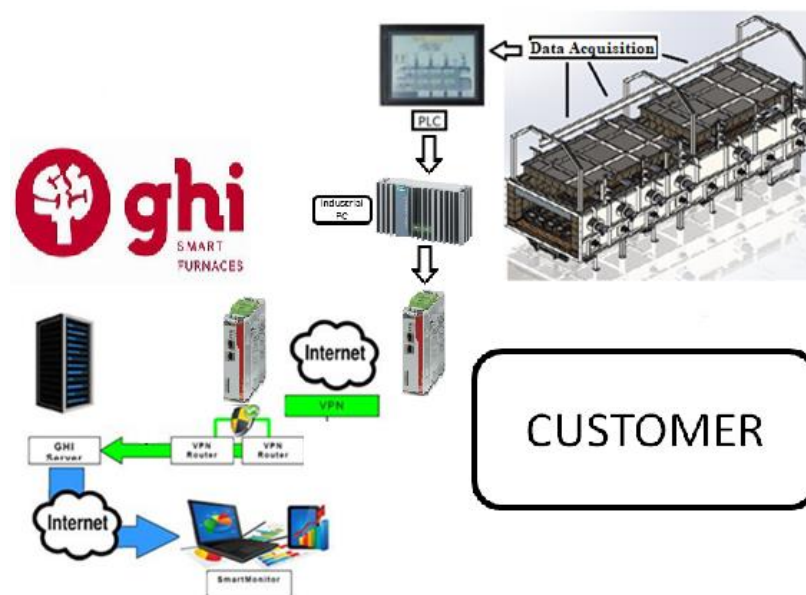 Data Acquisition
PLC
Industrial
PC
ghi
SMART
FURNACES
Internet
VPN
CUSTOMER
GHI
Server
VPN
Router
VPN
Router
Internet
SmartMonitor